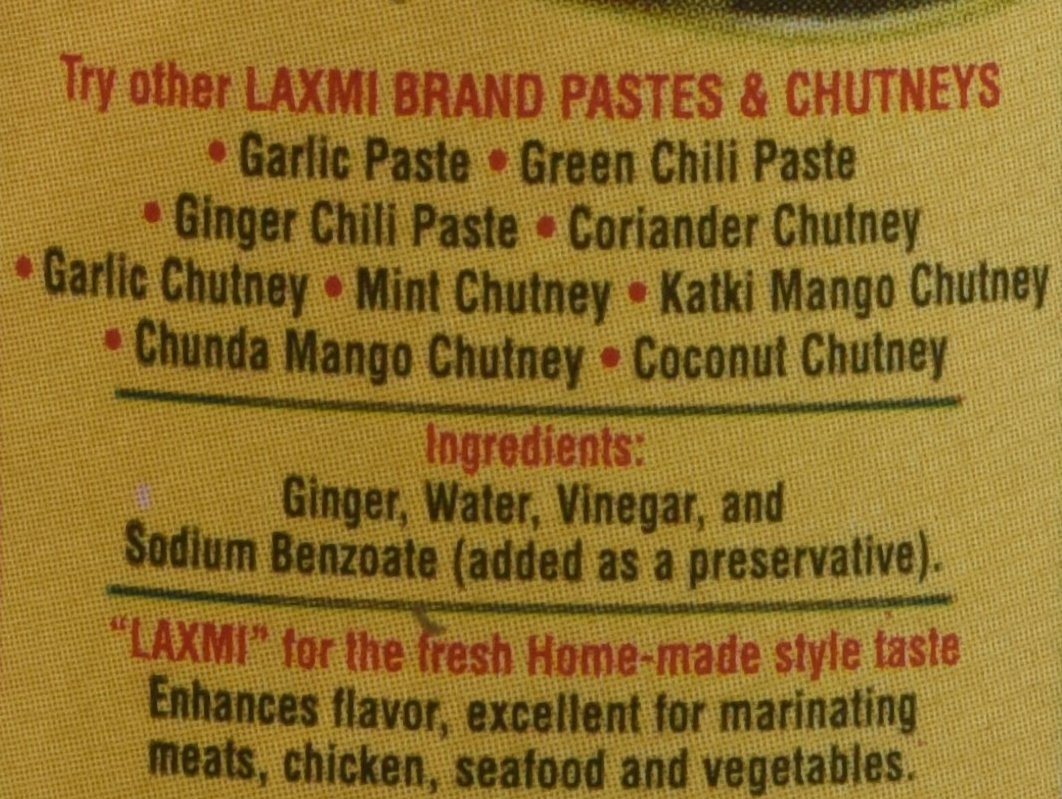 Try other LAXMI BRAND PASTES & CHUTNEYS
• Garlic Paste • Green Chili Paste
• Ginger Chili Paste • Coriander Chutney
• Garlic Chutney • Mint Chutney • Katki Mango Chutney
• Chunda Mango Chutney • Coconut Chutney
Ingredients:
Ginger, Water, Vinegar, and
Sodium Benzoate (added as a preservative).
“LAXMI” for the fresh Home-made style taste
Enhances flavor, excellent for marinating
meats, chicken, seafood and vegetables.